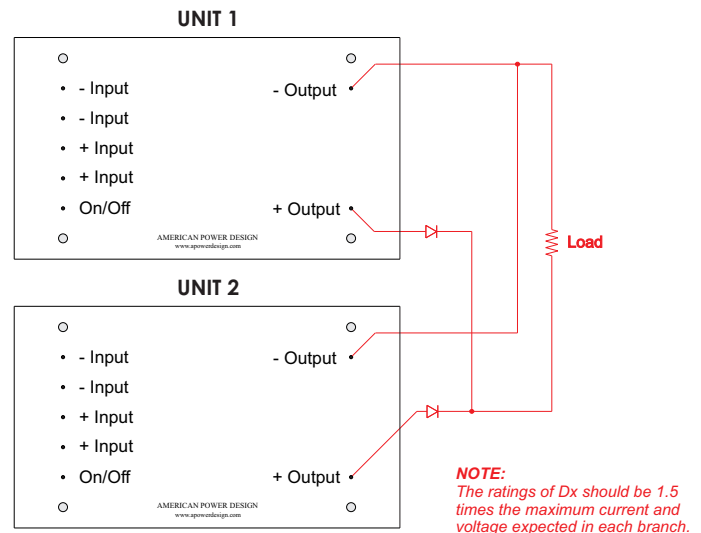 UNIT 1
- Input
- Output
- Input
+ Input
+ Input
On/Off
+ Output
AMERICAN POWER DESIGN
www.apowerdesign.com
Load
UNIT 2
- Input
- Output
- Input
+ Input
+ Input
On/Off
+ Output
AMERICAN POWER DESIGN
www.apowerdesign.com
NOTE:
The ratings of Dx should be 1.5
times the maximum current and
voltage expected in each branch.